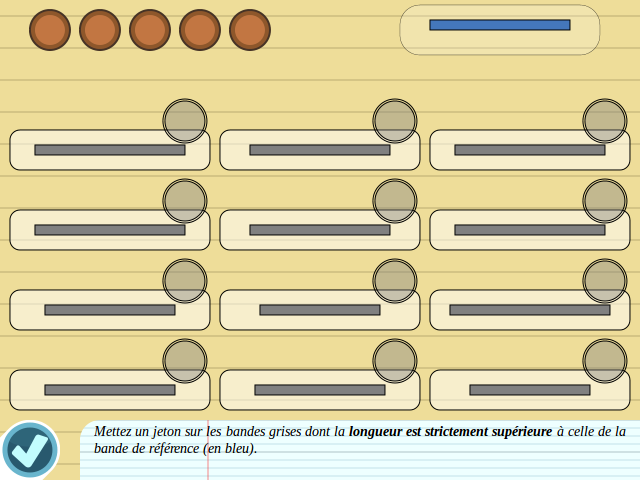 Mettez un jeton sur les bandes grises dont la longueur est strictement supérieure à celle de la
bande de référence (en bleu).